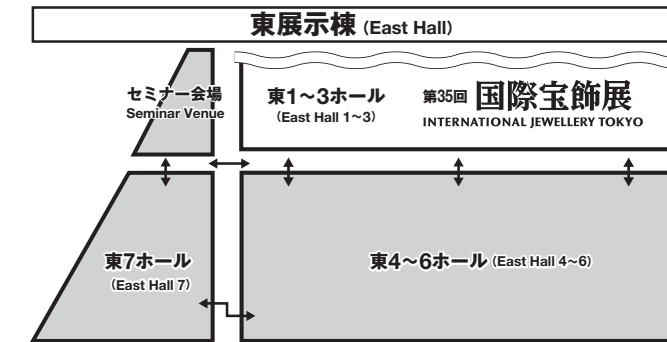 東展示棟 (East Hall)
セミナー会場
Seminar Venue
東1〜3ホール
(East Hall 1〜3)
第35回 国際宝飾展
INTERNATIONAL JEWELLERY TOKYO
東7ホール
(East Hall 7)
東4〜6ホール (East Hall 4〜6)